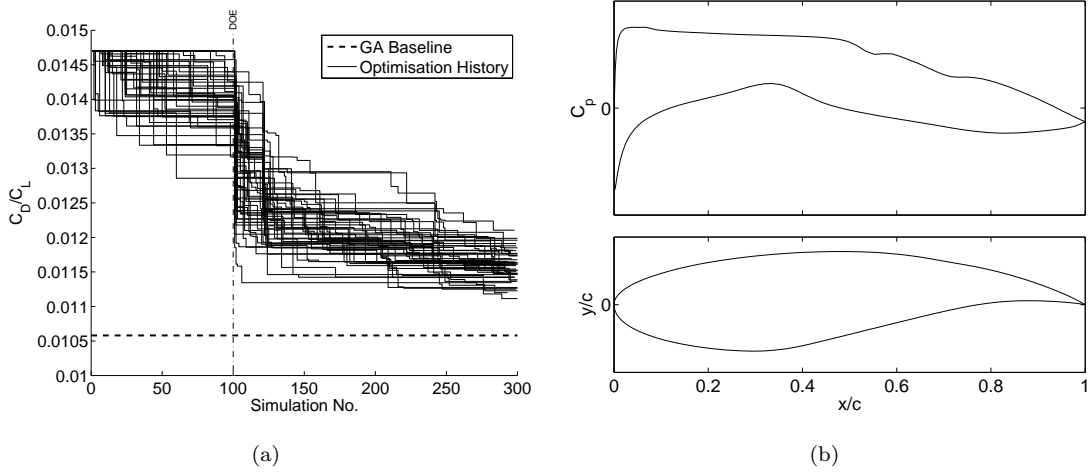 DOE
0.015
0.0145
0.014
0.0135
0.013
0.0125
0.012
0.0115
0.011
0.0105
0.01
C_D/C_L
GA Baseline
Optimisation History
0 50 100 150 200 250 300
Simulation No.
(a)
C_p
0
y/c
0
0 0.2 0.4 0.6 0.8 1
x/c
(b)